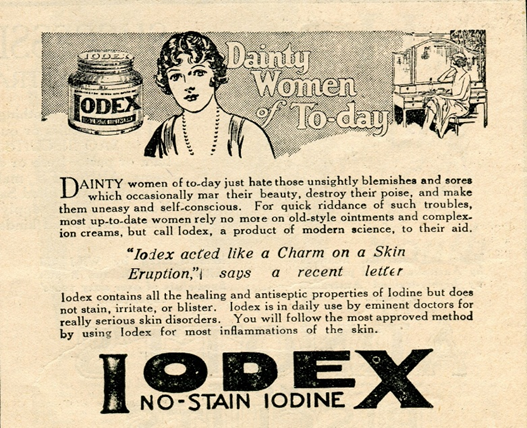 IODEX
IODEX
Dainty
Women
of To-day
DAINTY women of to-day just hate those unsightly blemishes and sores
which occasionally mar their beauty, destroy their poise, and make
them uneasy and self-conscious. For quick riddance of such troubles,
most up-to-date women rely no more on old-style ointments and complex-
ion creams, but call Iodex, a product of modern science, to their aid.
"Iodex acted like a Charm on a Skin
Eruption," says a recent letter
Iodex contains all the healing and antiseptic properties of Iodine but does
not stain, irritate, or blister. Iodex is in daily use by eminent doctors for
really serious skin disorders. You will follow the most approved method
by using Iodex for most inflammations of the skin.
IODEX
NO-STAIN IODINE